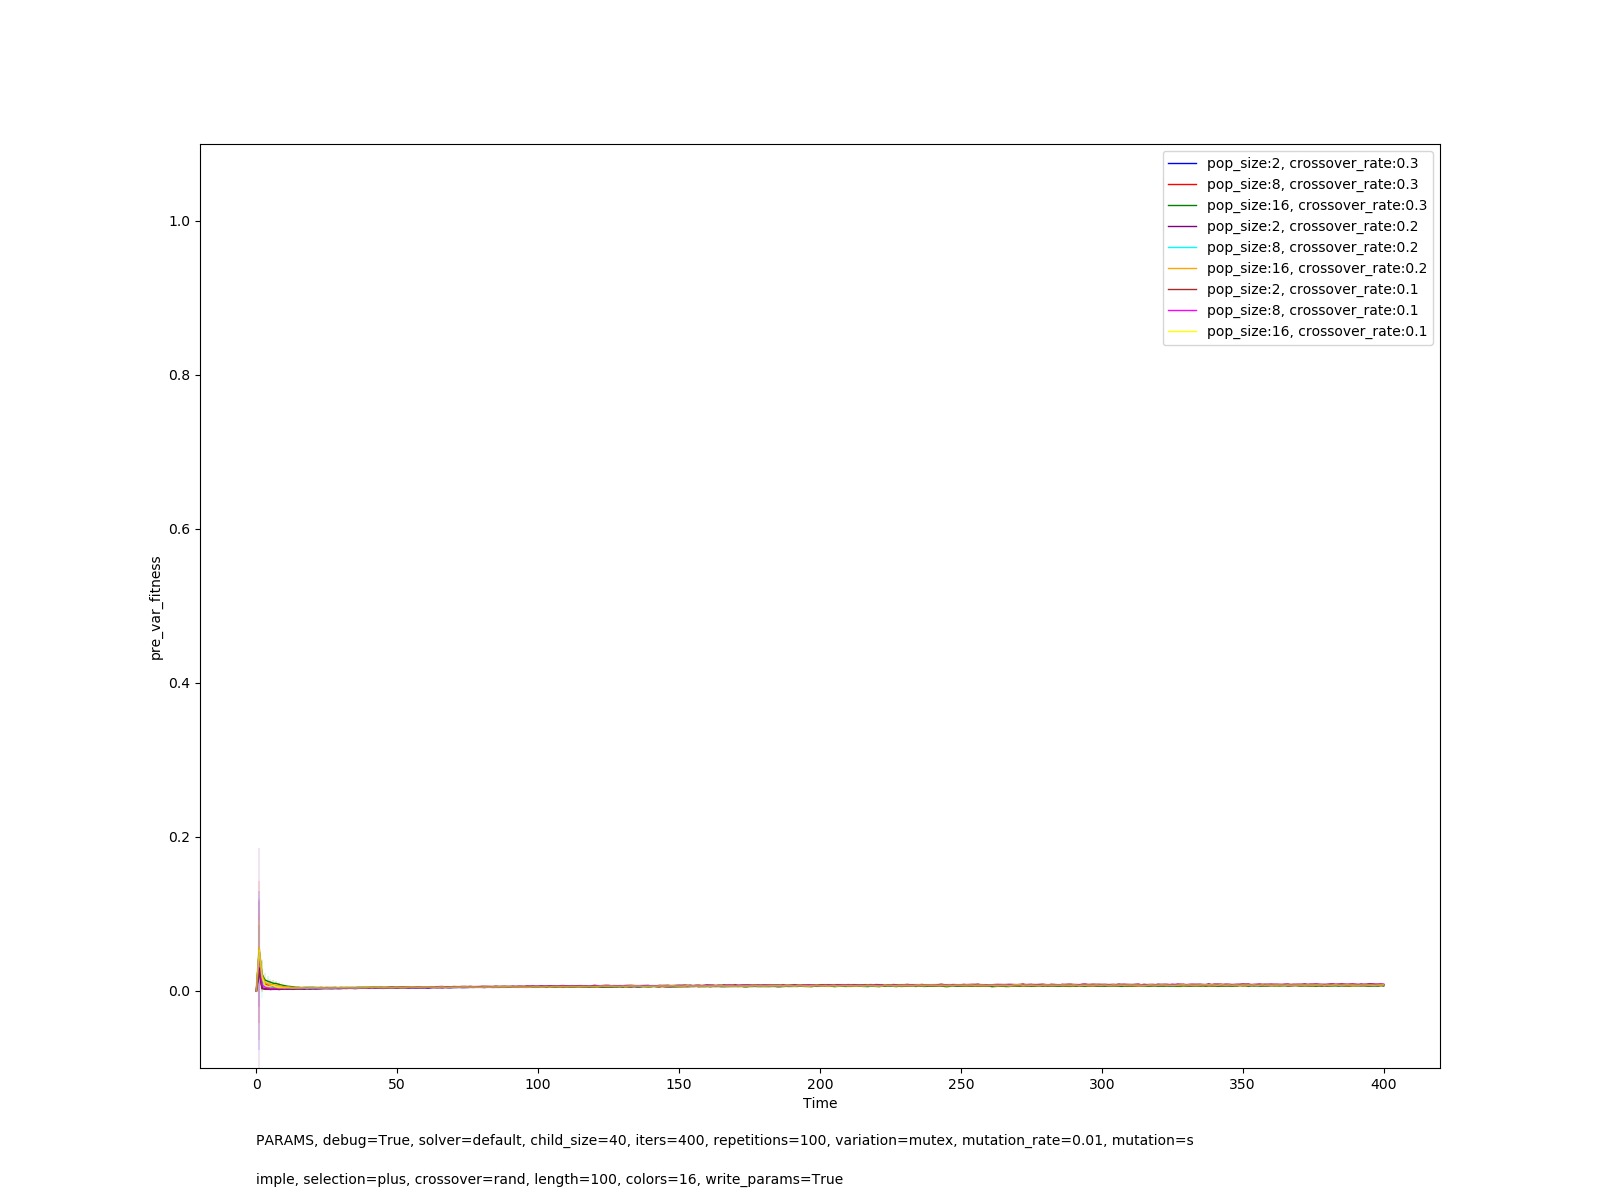 pop_size:2, crossover_rate:0.3
pop_size:8, crossover_rate:0.3
pop_size:16, crossover_rate:0.3
pop_size:2, crossover_rate:0.2
pop_size:8, crossover_rate:0.2
pop_size:16, crossover_rate:0.2
pop_size:2, crossover_rate:0.1
pop_size:8, crossover_rate:0.1
pop_size:16, crossover_rate:0.1
1.0
0.8
0.6
0.4
0.2
0.0
pre_var_fitness
0 50 100 150 200 250 300 350 400
Time
PARAMS, debug=True, solver=default, child_size=40, iters=400, repetitions=100, variation=mutex, mutation_rate=0.01, mutation=s
imple, selection=plus, crossover=rand, length=100, colors=16, write_params=True